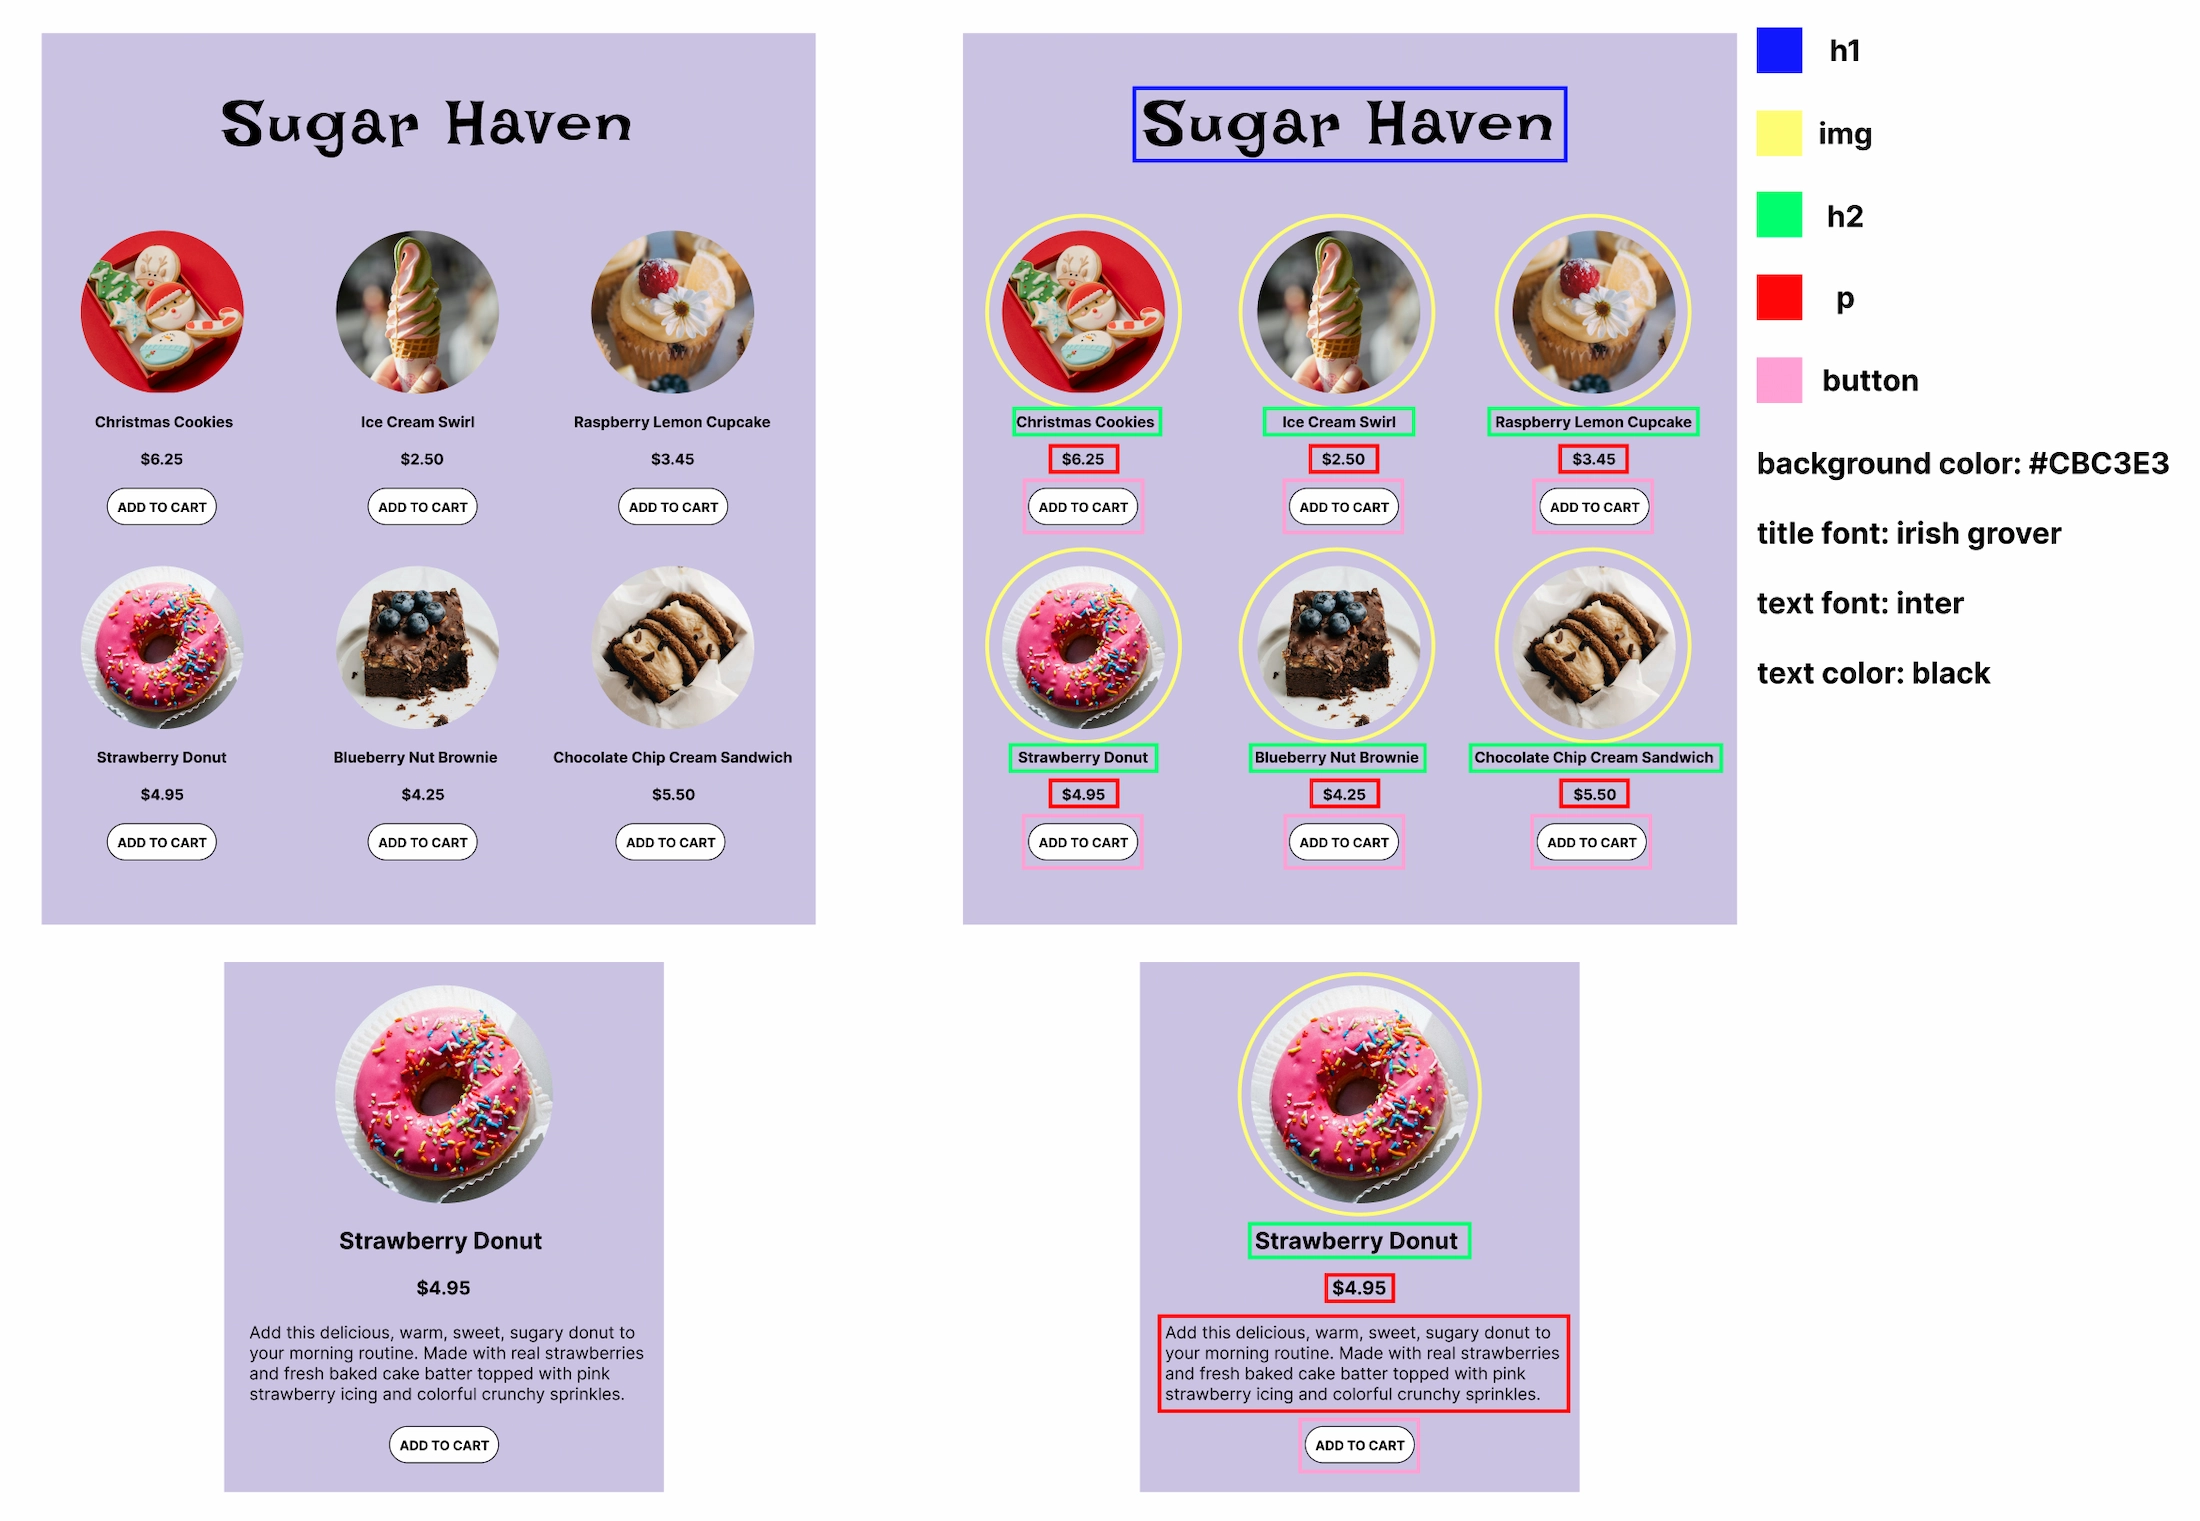 Sugar Haven
Christmas Cookies
Ice Cream Swirl
Raspberry Lemon Cupcake
$6.25
$2.50
$3.45
ADD TO CART
ADD TO CART
ADD TO CART
Strawberry Donut
Blueberry Nut Brownie
Chocolate Chip Cream Sandwich
$4.95
$4.25
$5.50
ADD TO CART
ADD TO CART
ADD TO CART
Sugar Haven
Christmas Cookies
Ice Cream Swirl
Raspberry Lemon Cupcake
$6.25
$2.50
$3.45
ADD TO CART
ADD TO CART
ADD TO CART
Strawberry Donut
Blueberry Nut Brownie
Chocolate Chip Cream Sandwich
$4.95
$4.25
$5.50
ADD TO CART
ADD TO CART
ADD TO CART
h1
img
h2
p
button
background color: #CBC3E3
title font: irish grover
text font: inter
text color: black
Strawberry Donut
$4.95
Add this delicious, warm, sweet, sugary donut to
your morning routine. Made with real strawberries
and fresh baked cake batter topped with pink
strawberry icing and colorful crunchy sprinkles.
ADD TO CART
Strawberry Donut
$4.95
Add this delicious, warm, sweet, sugary donut to
your morning routine. Made with real strawberries
and fresh baked cake batter topped with pink
strawberry icing and colorful crunchy sprinkles.
ADD TO CART